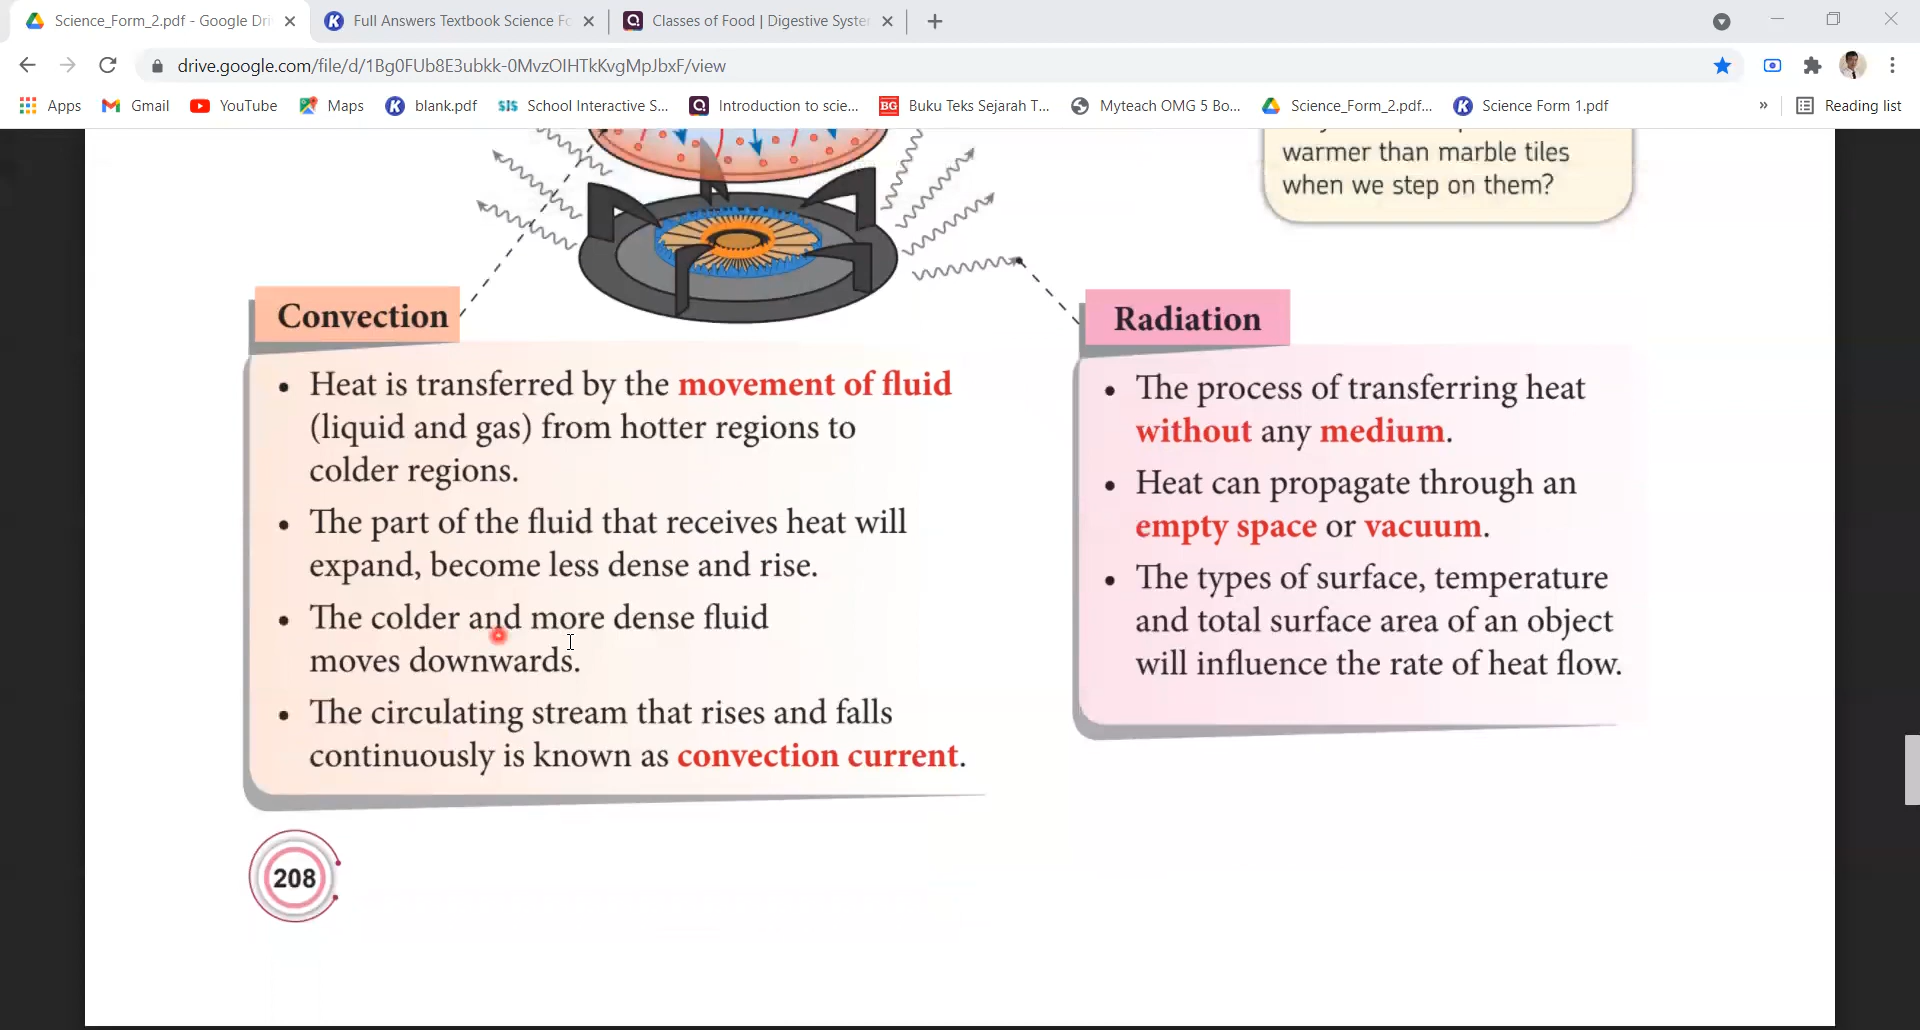 Science_Form_2.pdf - Google Dri
Full Answers Textbook Science Fo
Classes of Food | Digestive Syster
drive.google.com/file/d/1Bg0FUb8E3ubkk-0MvzOlHTkKvgMpJbxF/view
Apps
Gmail
YouTube
Maps
blank.pdf
SIS School Interactive S...
Introduction to scie...
BG Buku Teks Sejarah T...
Myteach OMG 5 Bo...
Science_Form_2.pdf...
Science Form 1.pdf
»
Reading list
warmer than marble tiles
when we step on them?
Convection
• Heat is transferred by the movement of fluid
(liquid and gas) from hotter regions to
colder regions.
• The part of the fluid that receives heat will
expand, become less dense and rise.
• The colder and more dense fluid
moves downwards.
• The circulating stream that rises and falls
continuously is known as convection current.
Radiation
• The process of transferring heat
without any medium.
• Heat can propagate through an
empty space or vacuum.
• The types of surface, temperature
and total surface area of an object
will influence the rate of heat flow.
208